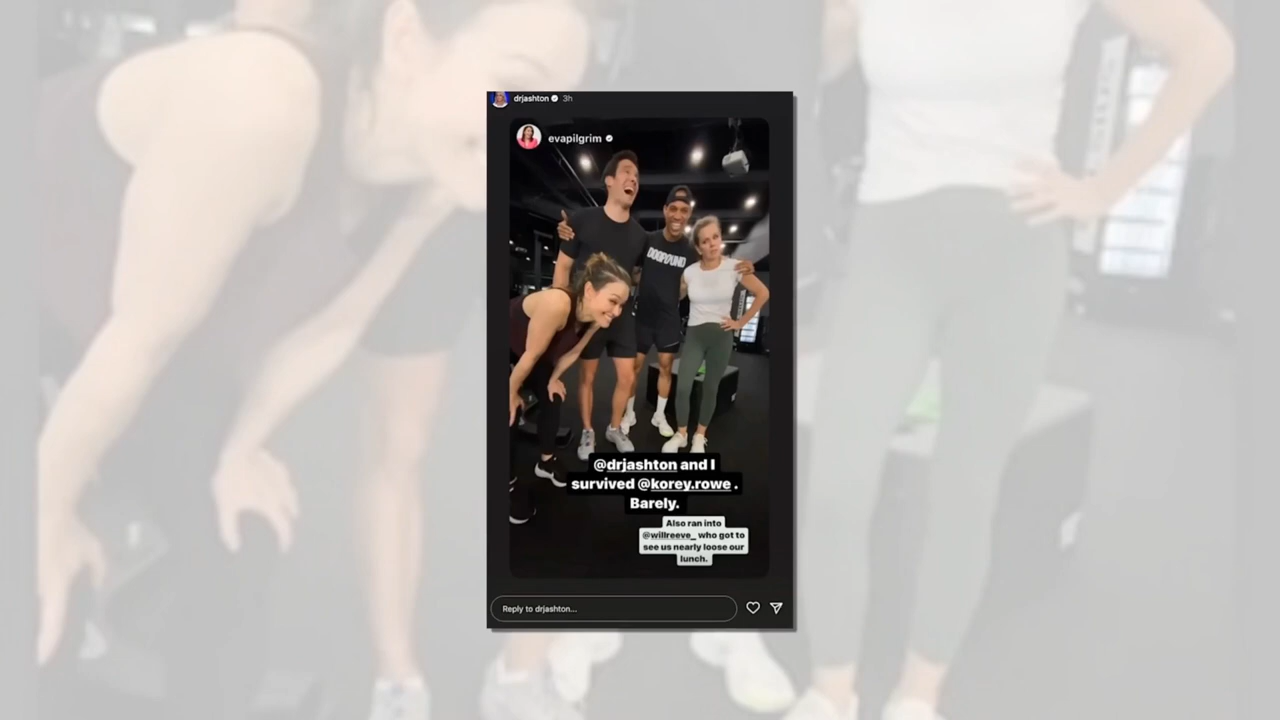 drjashton 3h
evapilgrim
DOGPOUND
@drjashton and I
survived @korey.rowe .
Barely.
Also ran into
@willreeve_ who got to
see us nearly loose our
lunch.
Reply to drjashton...